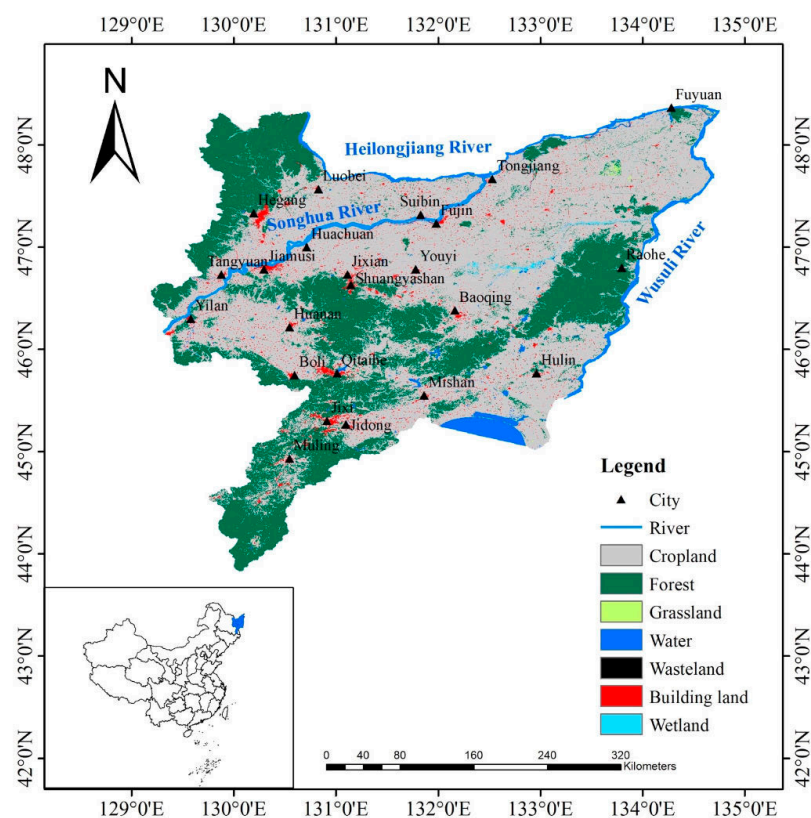 129°0'E 130°0'E 131°0'E 132°0'E 133°0'E 134°0'E 135°0'E
N
48°0'N
47°0'N
46°0'N
45°0'N
44°0'N
43°0'N
42°0'N
Fuyuan
Heilongjiang River
Tongjiang
Luobei
Hegang
Suibin
Fujin
Songhua River
Huachuan
Tangyuan
Jiamusi
Jixian
Youyi
Raohe
Shuangyashan
Wusuli River
Baoqing
Yilan
Huanan
Boli
Qitaihe
Hulin
Mishan
Jixi
Jidong
Muling
Legend
City
River
Cropland
Forest
Grassland
Water
Wasteland
Building land
Wetland
0 40 80 160 240 320
Kilometers
48°0'N
47°0'N
46°0'N
45°0'N
44°0'N
43°0'N
42°0'N
129°0'E 130°0'E 131°0'E 132°0'E 133°0'E 134°0'E 135°0'E